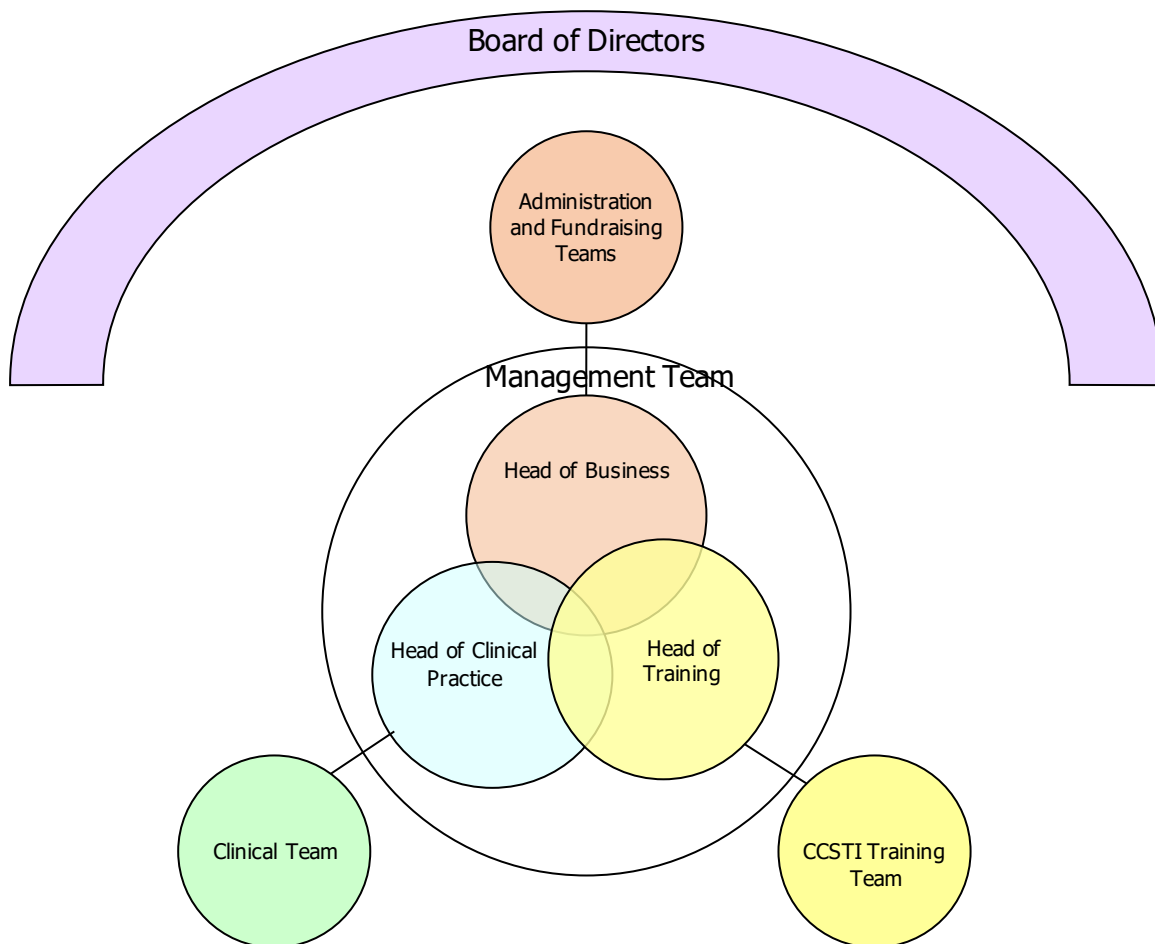 Board of Directors
Administration
and Fundraising
Teams
Management Team
Head of Business
Head of Clinical
Practice
Head of
Training
Clinical Team
CCSTI Training
Team